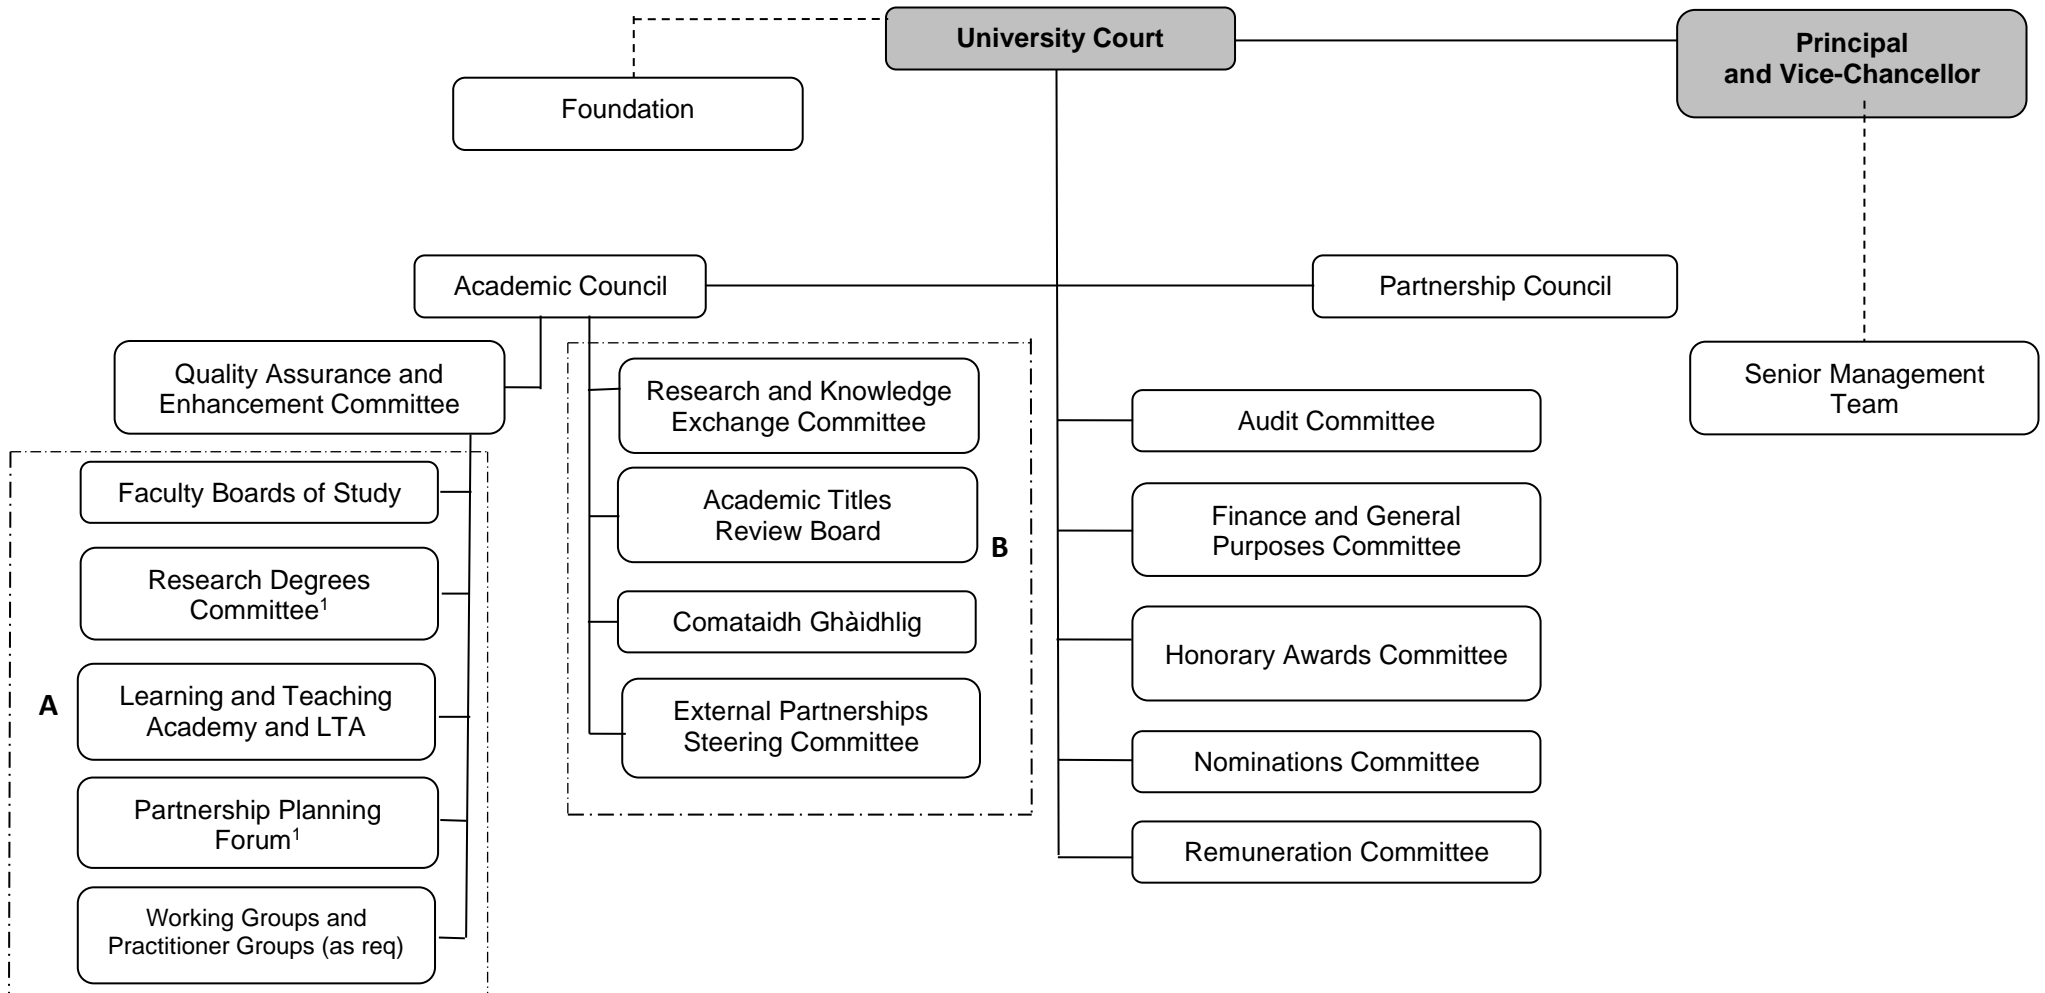 University Court
Principal
and Vice-Chancellor
Foundation
Academic Council
Partnership Council
Quality Assurance and
Enhancement Committee
Research and Knowledge
Exchange Committee
Senior Management
Team
Audit Committee
Faculty Boards of Study
Academic Titles
Review Board
B
Finance and General
Purposes Committee
Research Degrees
Committee¹
Comataidh Ghàidhlig
Honorary Awards Committee
A
Learning and Teaching
Academy and LTA
External Partnerships
Steering Committee
Nominations Committee
Partnership Planning
Forum¹
Remuneration Committee
Working Groups and
Practitioner Groups (as req)